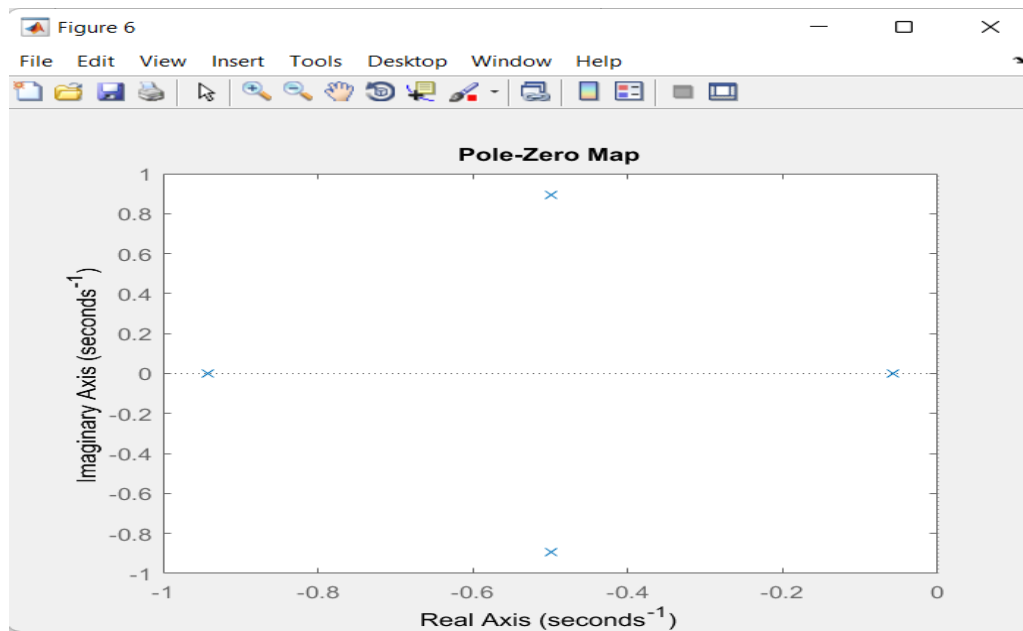 Figure 6
File Edit View Insert Tools Desktop Window Help
Pole-Zero Map
1
0.8
0.6
0.4
0.2
0
-0.2
-0.4
-0.6
-0.8
-1
Imaginary Axis (seconds⁻¹)
-1 -0.8 -0.6 -0.4 -0.2 0
Real Axis (seconds⁻¹)